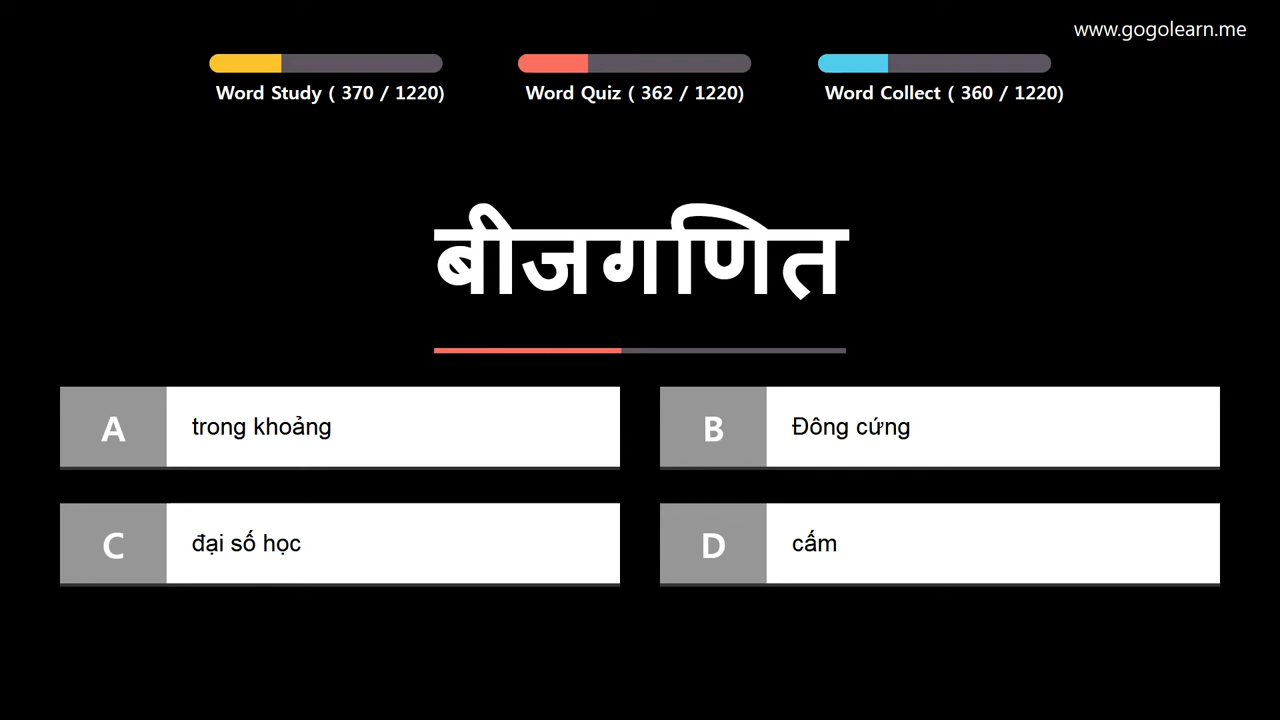 www.gogolearn.me
Word Study ( 370 / 1220)
Word Quiz ( 362 / 1220)
Word Collect ( 360 / 1220)
बीजगणित
A trong khoảng
B Đông cứng
C đại số học
D cấm